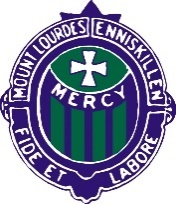 MOUNT LOURDES ENNISKILLEN
MERCY
FIDE ET LABORE